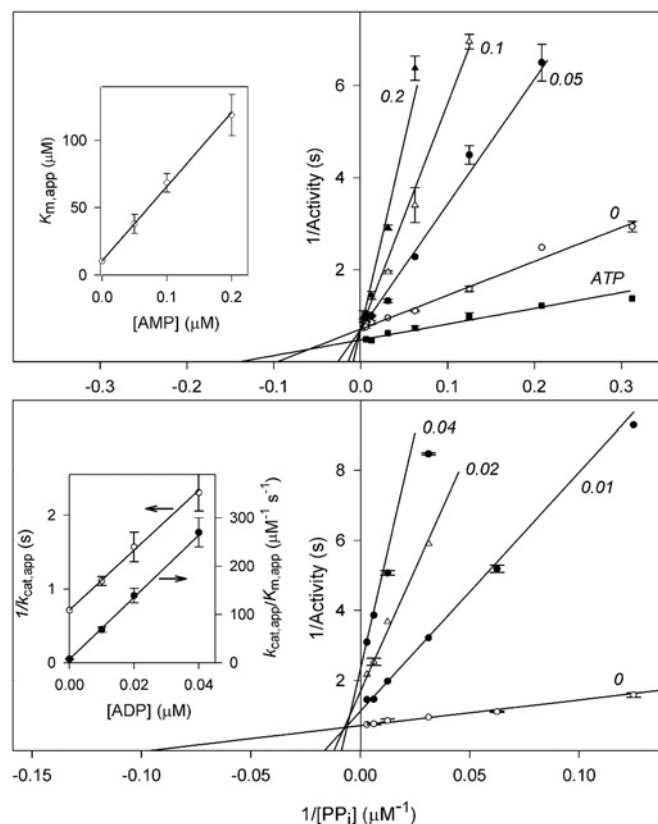 6
4
2
1/Activity (s)
0.2
0.1
0.05
0
ATP
100
50
0
Km,app (μM)
0.0 0.1 0.2
[AMP] (μM)
-0.3 -0.2 -0.1 0.0 0.1 0.2 0.3
8
6
4
2
1/Activity (s)
0.04
0.02
0.01
0
2
1
0
1/kcat,app (s)
300
200
100
0
kcat,app/Km,app (μM⁻¹ s⁻¹)
0.00 0.02 0.04
[ADP] (μM)
-0.15 -0.10 -0.05 0.00 0.05 0.10
1/[PPi] (μM⁻¹)